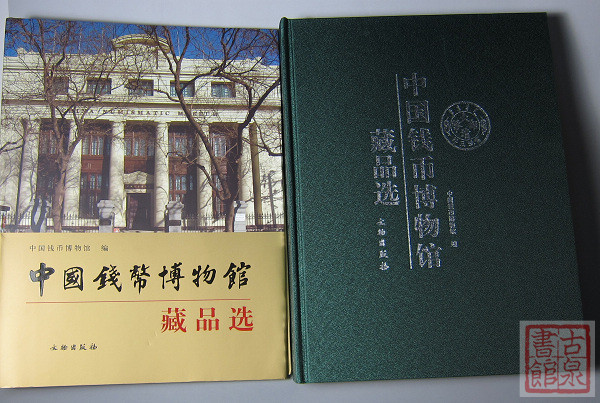 NUMISMATIC MUSEUM
中国钱币博物馆 编
中國錢幣博物館
藏品选
文物出版社
中国钱币博物馆
藏品选
中国钱币博物馆 编
文物出版社
古泉
書館